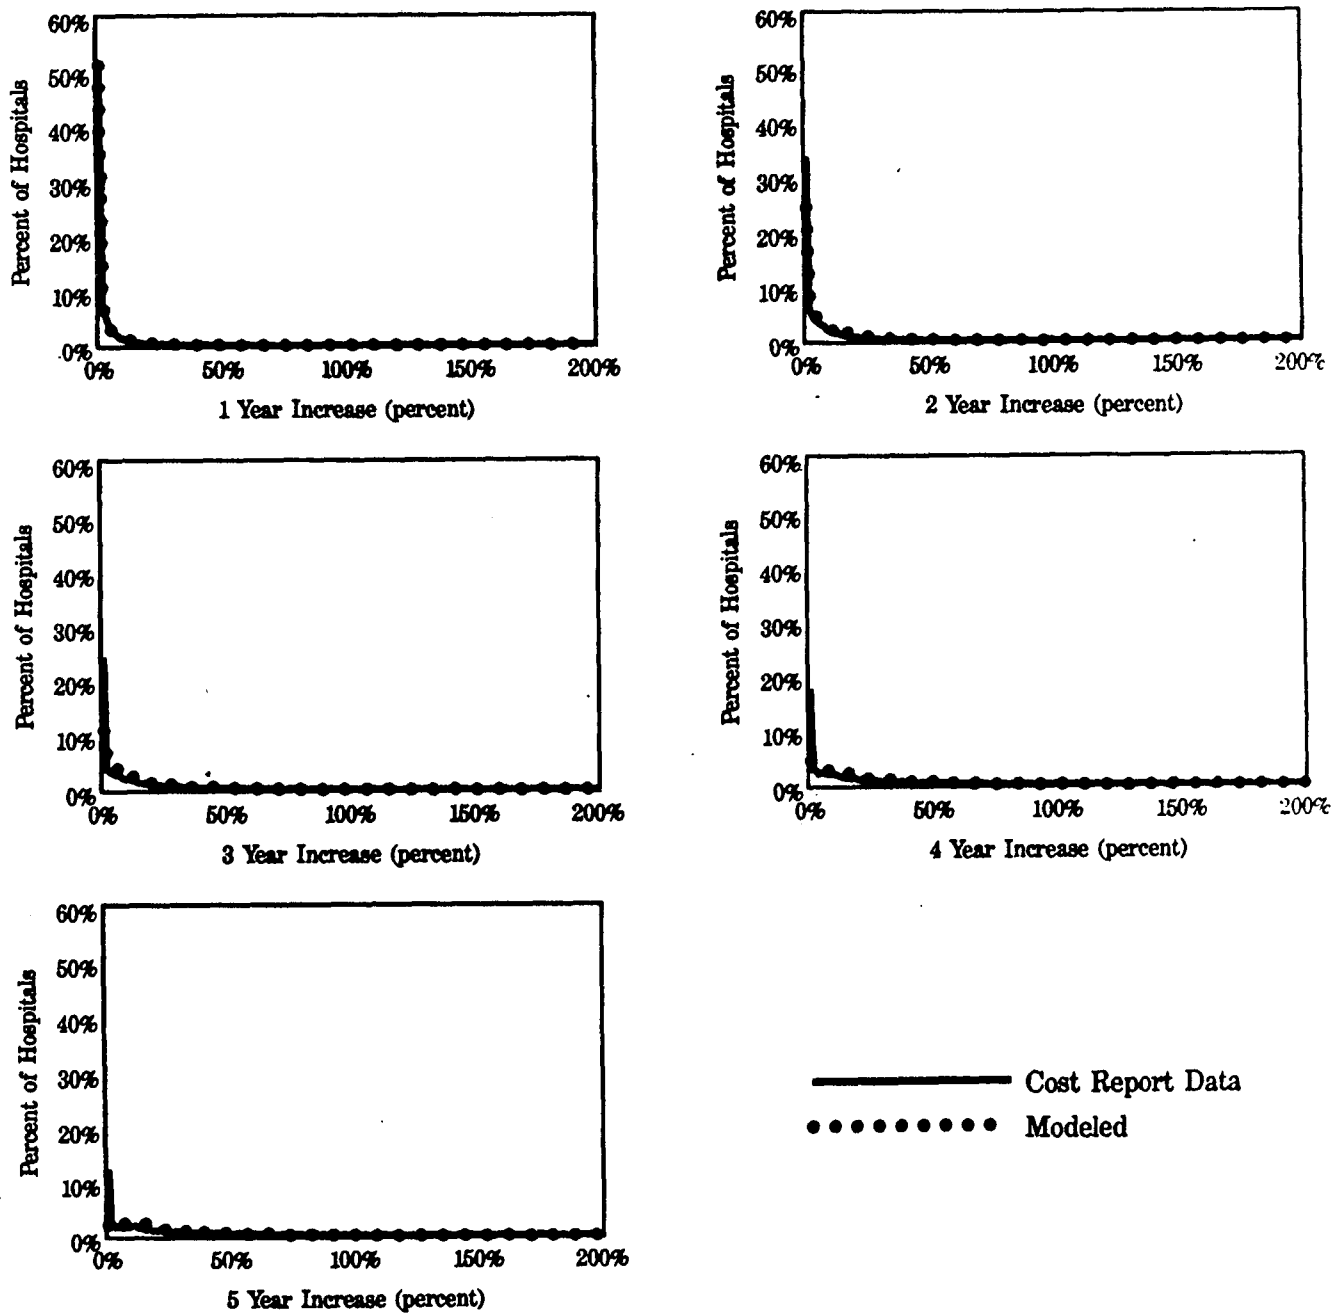 Percent of Hospitals
60%
50%
40%
30%
20%
10%
0%
0% 50% 100% 150% 200%
1 Year Increase (percent)
Percent of Hospitals
60%
50%
40%
30%
20%
10%
0%
0% 50% 100% 150% 200%
2 Year Increase (percent)
Percent of Hospitals
60%
50%
40%
30%
20%
10%
0%
0% 50% 100% 150% 200%
3 Year Increase (percent)
Percent of Hospitals
60%
50%
40%
30%
20%
10%
0%
0% 50% 100% 150% 200%
4 Year Increase (percent)
Percent of Hospitals
60%
50%
40%
30%
20%
10%
0%
0% 50% 100% 150% 200%
5 Year Increase (percent)
Cost Report Data
Modeled